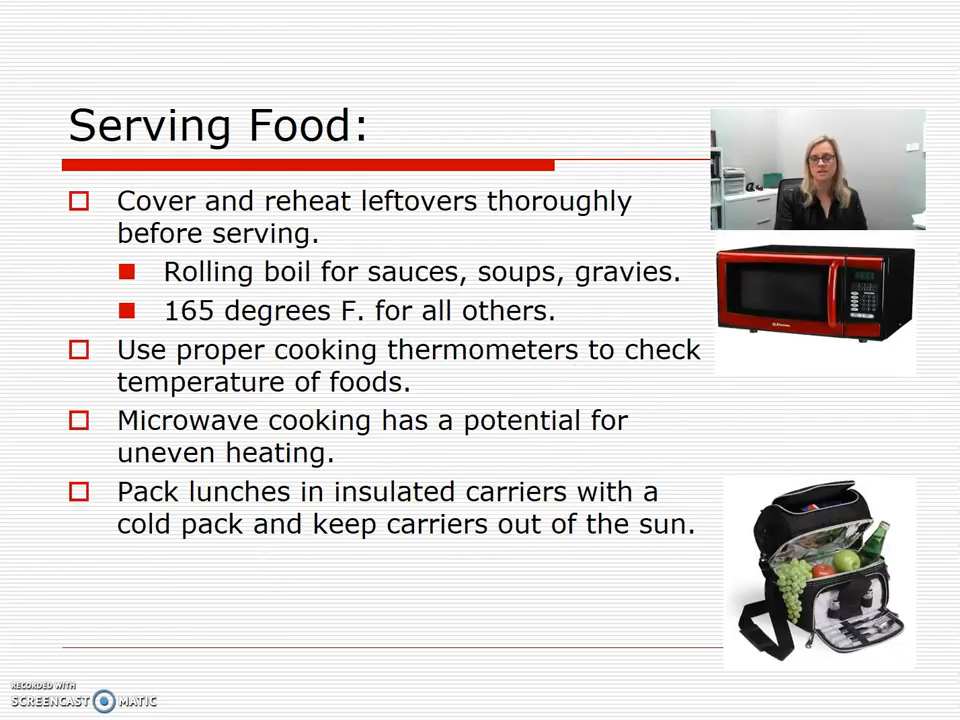 Serving Food:
Cover and reheat leftovers thoroughly
before serving.
Rolling boil for sauces, soups, gravies.
165 degrees F. for all others.
Use proper cooking thermometers to check
temperature of foods.
Microwave cooking has a potential for
uneven heating.
Pack lunches in insulated carriers with a
cold pack and keep carriers out of the sun.
RECORDED WITH
SCREENCAST MATIC